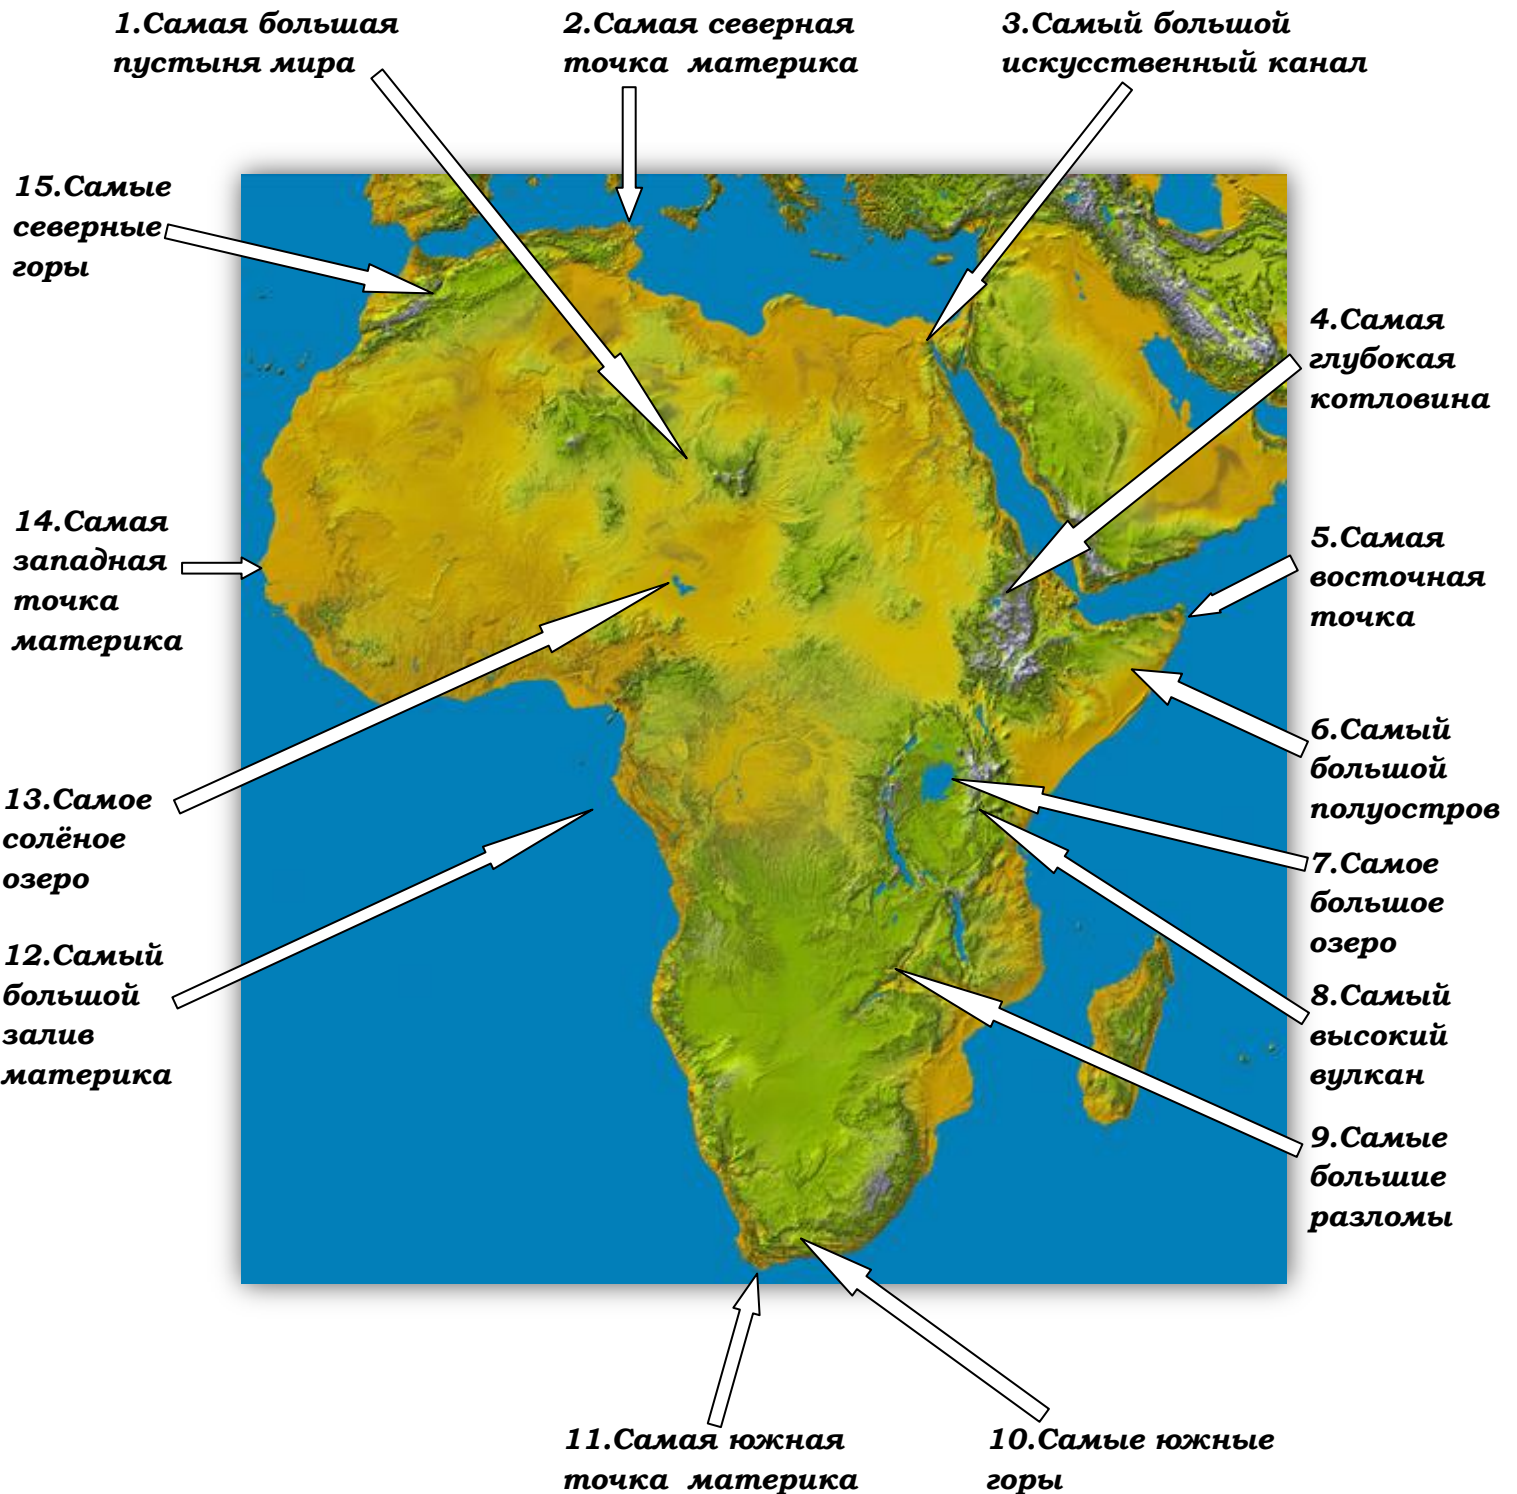 1.Самая большая
пустыня мира
2.Самая северная
точка материка
3.Самый большой
искусственный канал
4.Самая
глубокая
котловина
5.Самая
восточная
точка
6.Самый
большой
полуостров
7.Самое
большое
озеро
8.Самый
высокий
вулкан
9.Самые
большие
разломы
10.Самые южные
горы
11.Самая южная
точка материка
12.Самый
большой
залив
материка
13.Самое
солёное
озеро
14.Самая
западная
точка
материка
15.Самые
северные
горы